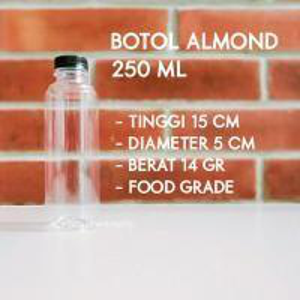 BOTOL ALMOND
250 ML
- TINGGI 15 CM
- DIAMETER 5 CM
- BERAT 14 GR
- FOOD GRADE